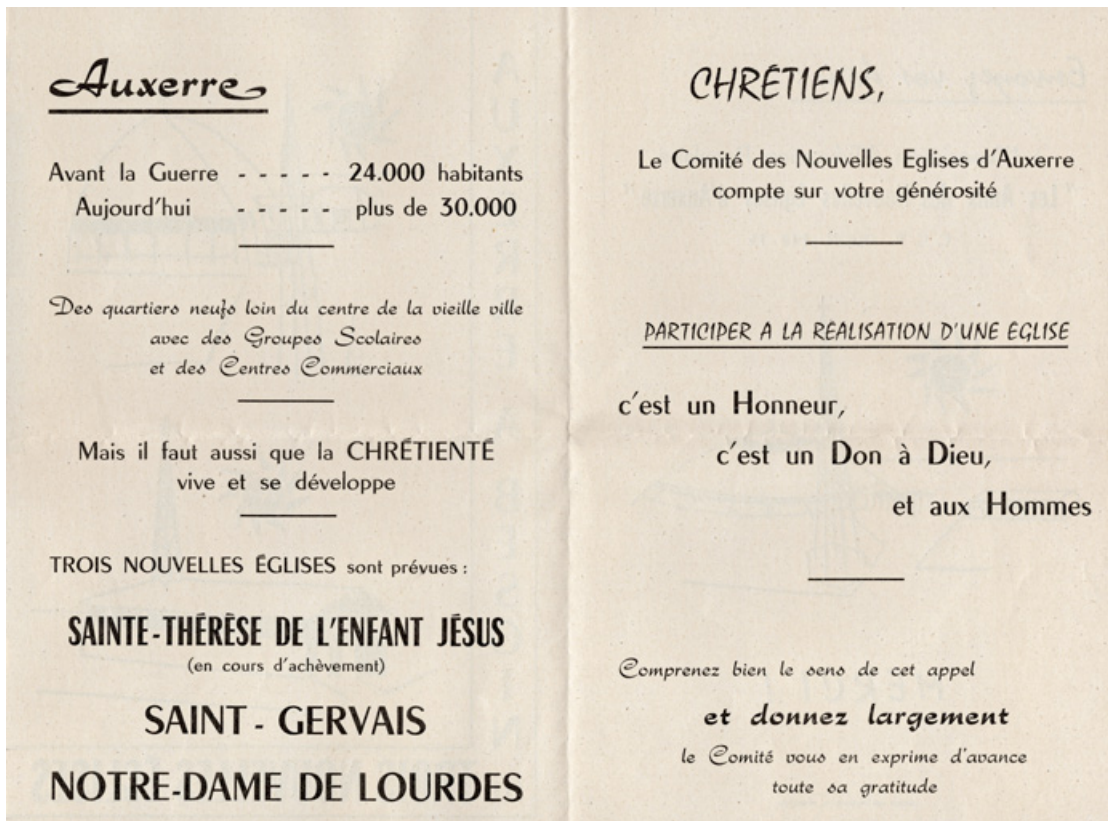 Auxerre
Avant la Guerre - - - - - 24.000 habitants
Aujourd'hui - - - - - plus de 30.000
Des quartiers neufs loin du centre de la vieille ville
avec des Groupes Scolaires
et des Centres Commerciaux
Mais il faut aussi que la CHRÉTIENTÉ
vive et se développe
TROIS NOUVELLES ÉGLISES sont prévues :
SAINTE-THÉRÈSE DE L'ENFANT JÉSUS
(en cours d'achèvement)
SAINT - GERVAIS
NOTRE-DAME DE LOURDES
CHRÉTIENS,
Le Comité des Nouvelles Eglises d'Auxerre
compte sur votre générosité
PARTICIPER A LA RÉALISATION D'UNE ÉGLISE
c'est un Honneur,
c'est un Don à Dieu,
et aux Hommes
Comprenez bien le sens de cet appel
et donnez largement
le Comité vous en exprime d'avance
toute sa gratitude